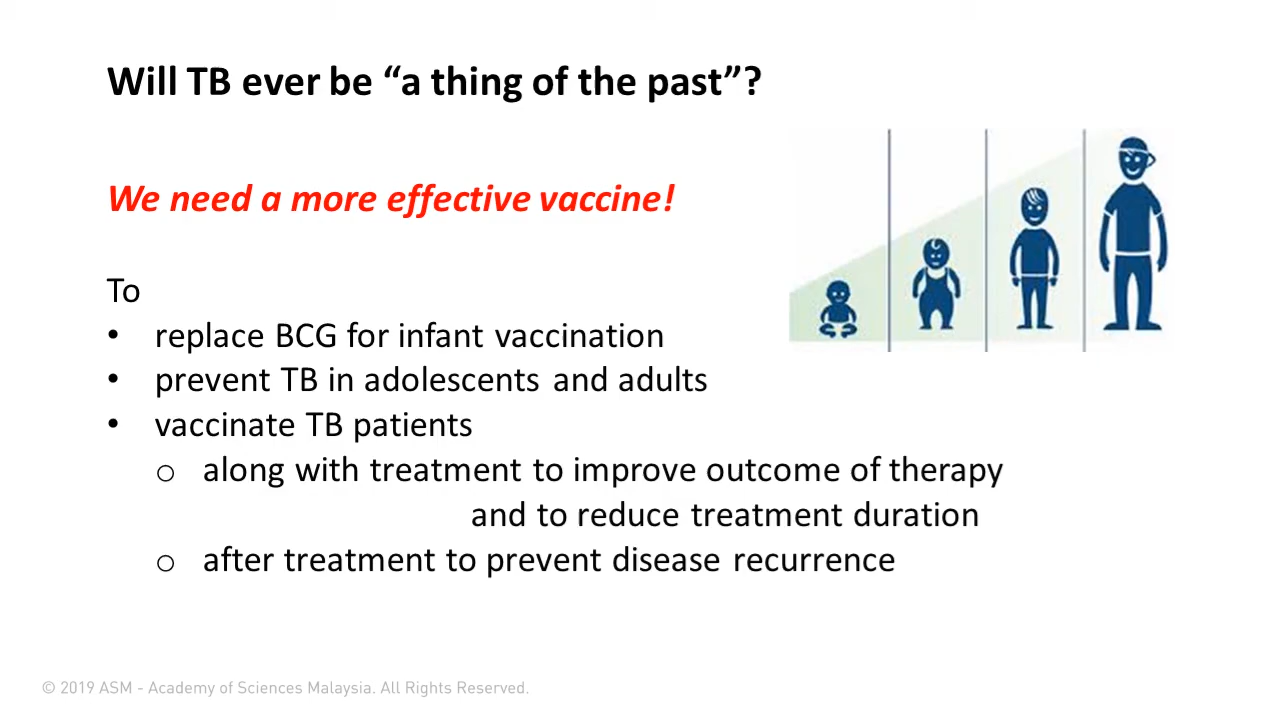 Will TB ever be “a thing of the past”?
We need a more effective vaccine!
To
• replace BCG for infant vaccination
• prevent TB in adolescents and adults
• vaccinate TB patients
o along with treatment to improve outcome of therapy
and to reduce treatment duration
o after treatment to prevent disease recurrence
© 2019 ASM - Academy of Sciences Malaysia. All Rights Reserved.